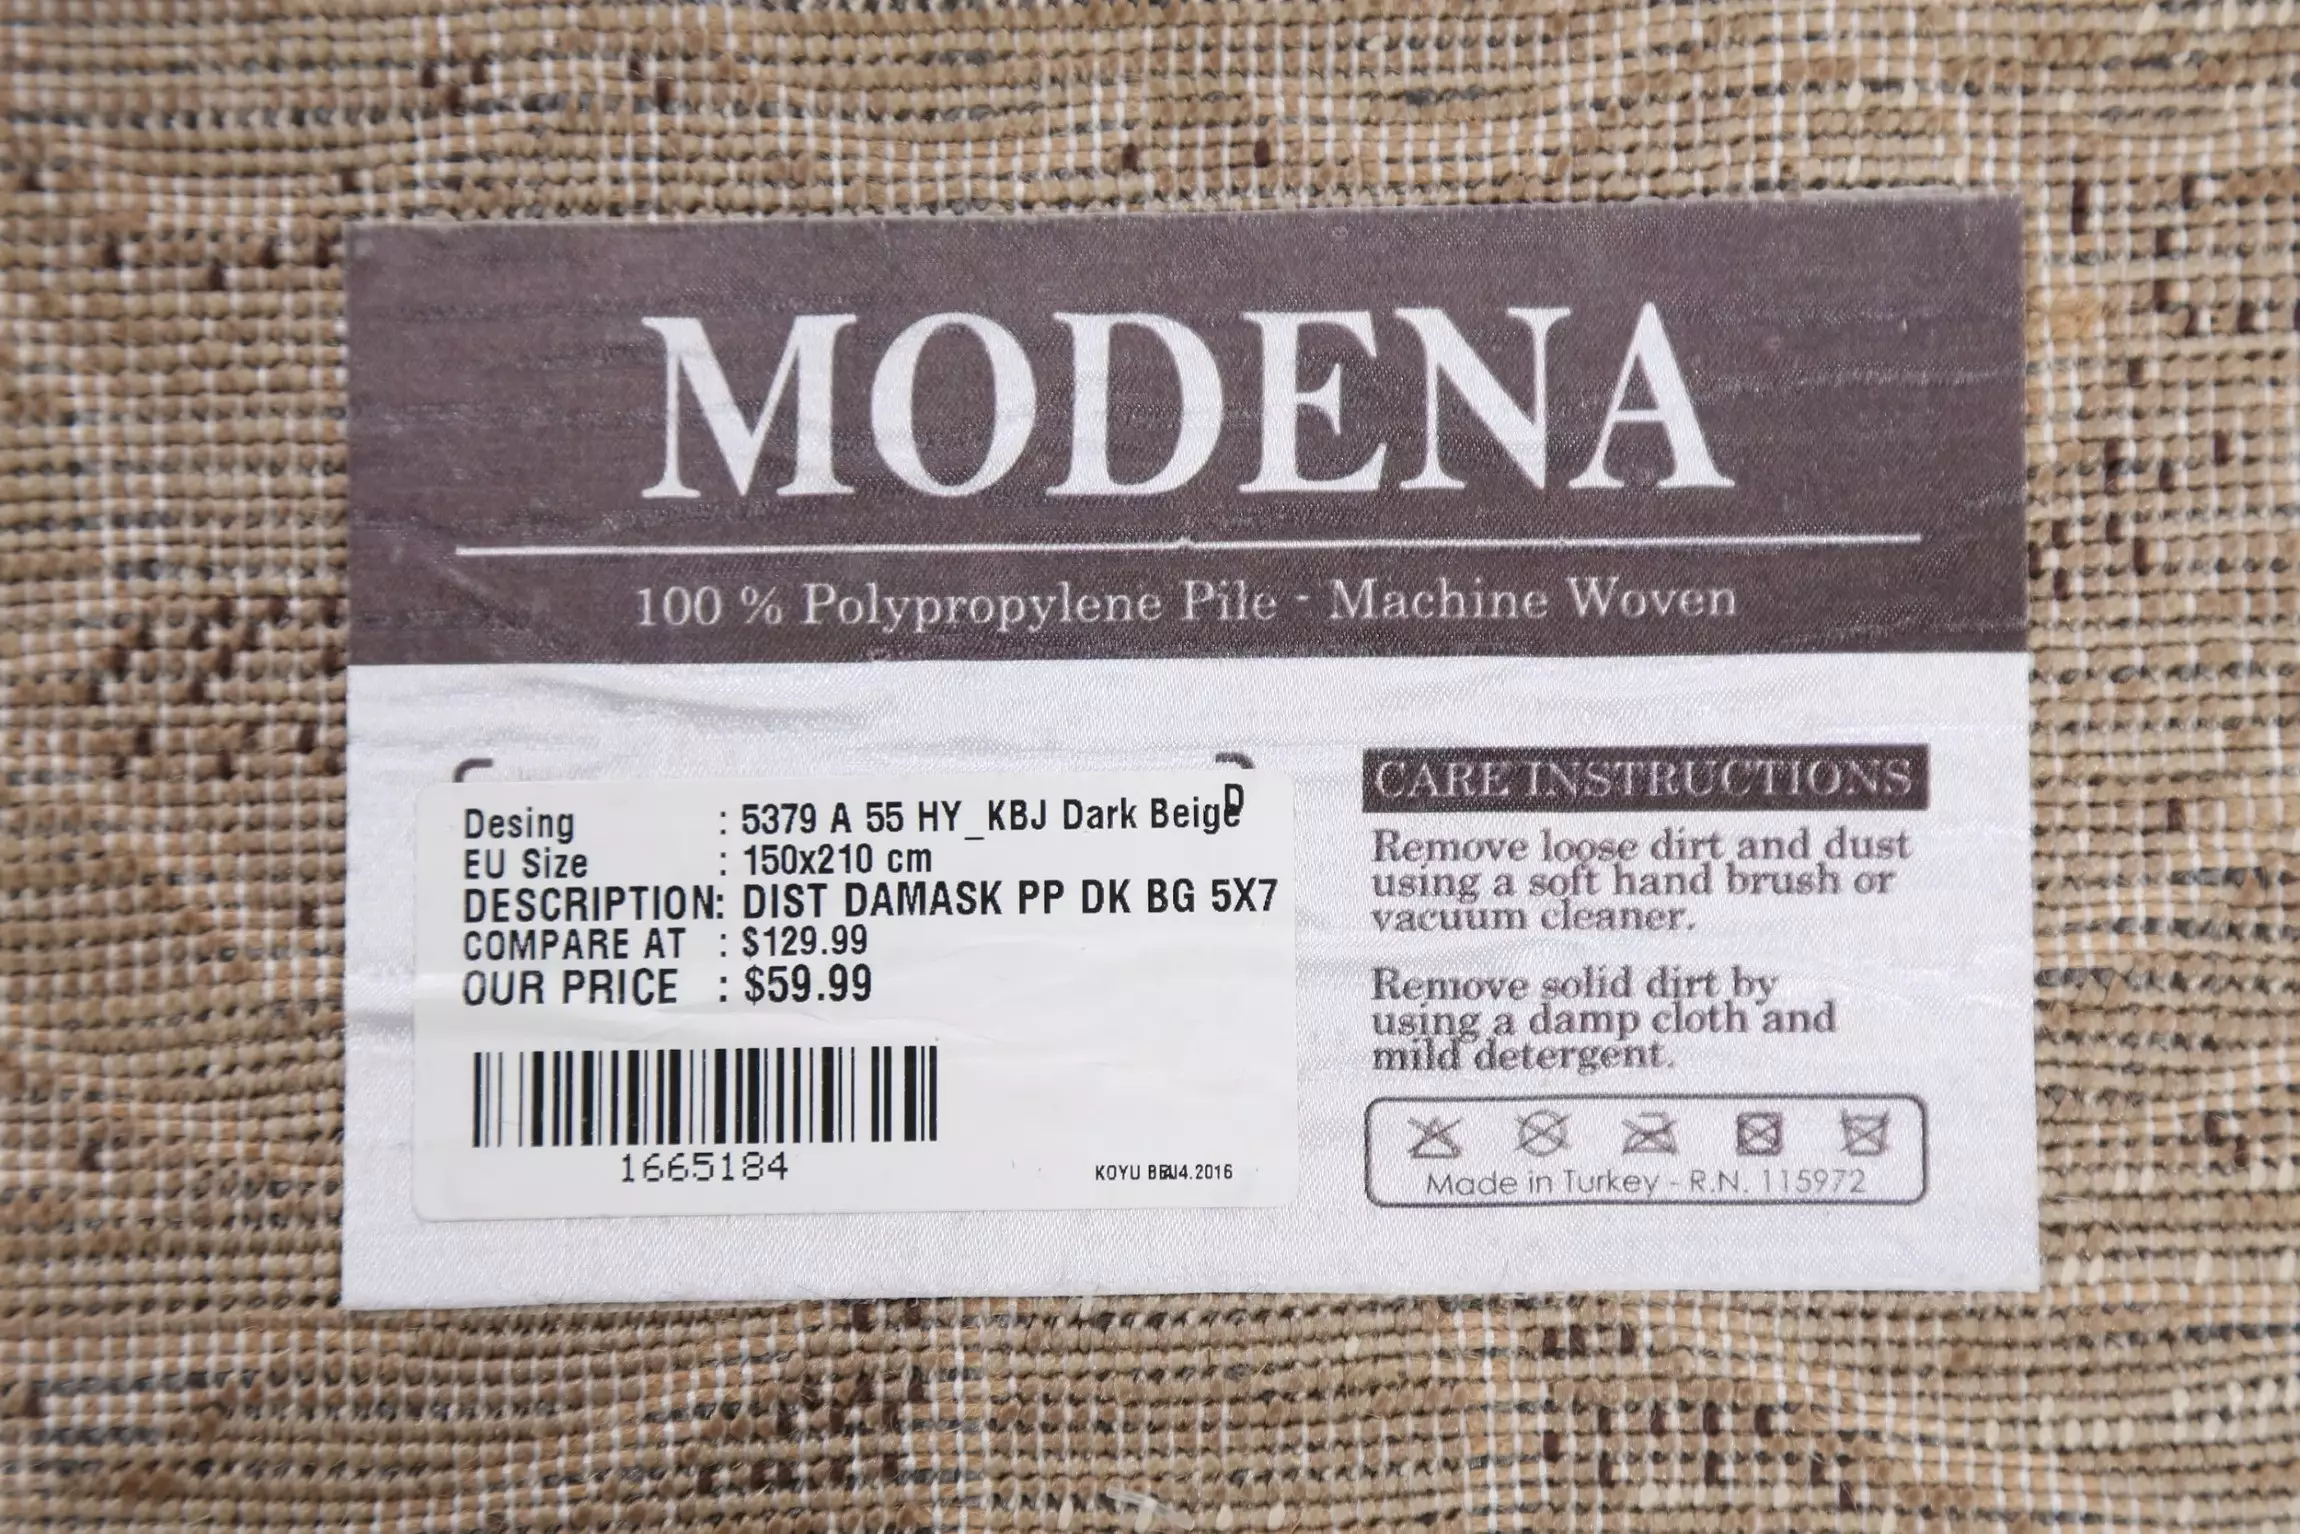 MODENA
100 % Polypropylene Pile - Machine Woven
Desing : 5379 A 55 HY_KBJ Dark Beige
EU Size : 150x210 cm
DESCRIPTION: DIST DAMASK PP DK BG 5X7
COMPARE AT : $129.99
OUR PRICE : $59.99
1665184
KOYU
CARE INSTRUCTIONS
Remove loose dirt and dust
using a soft hand brush or
vacuum cleaner.
Remove solid dirt by
using a damp cloth and
mild detergent.
Made in Turkey - R.N. 115972